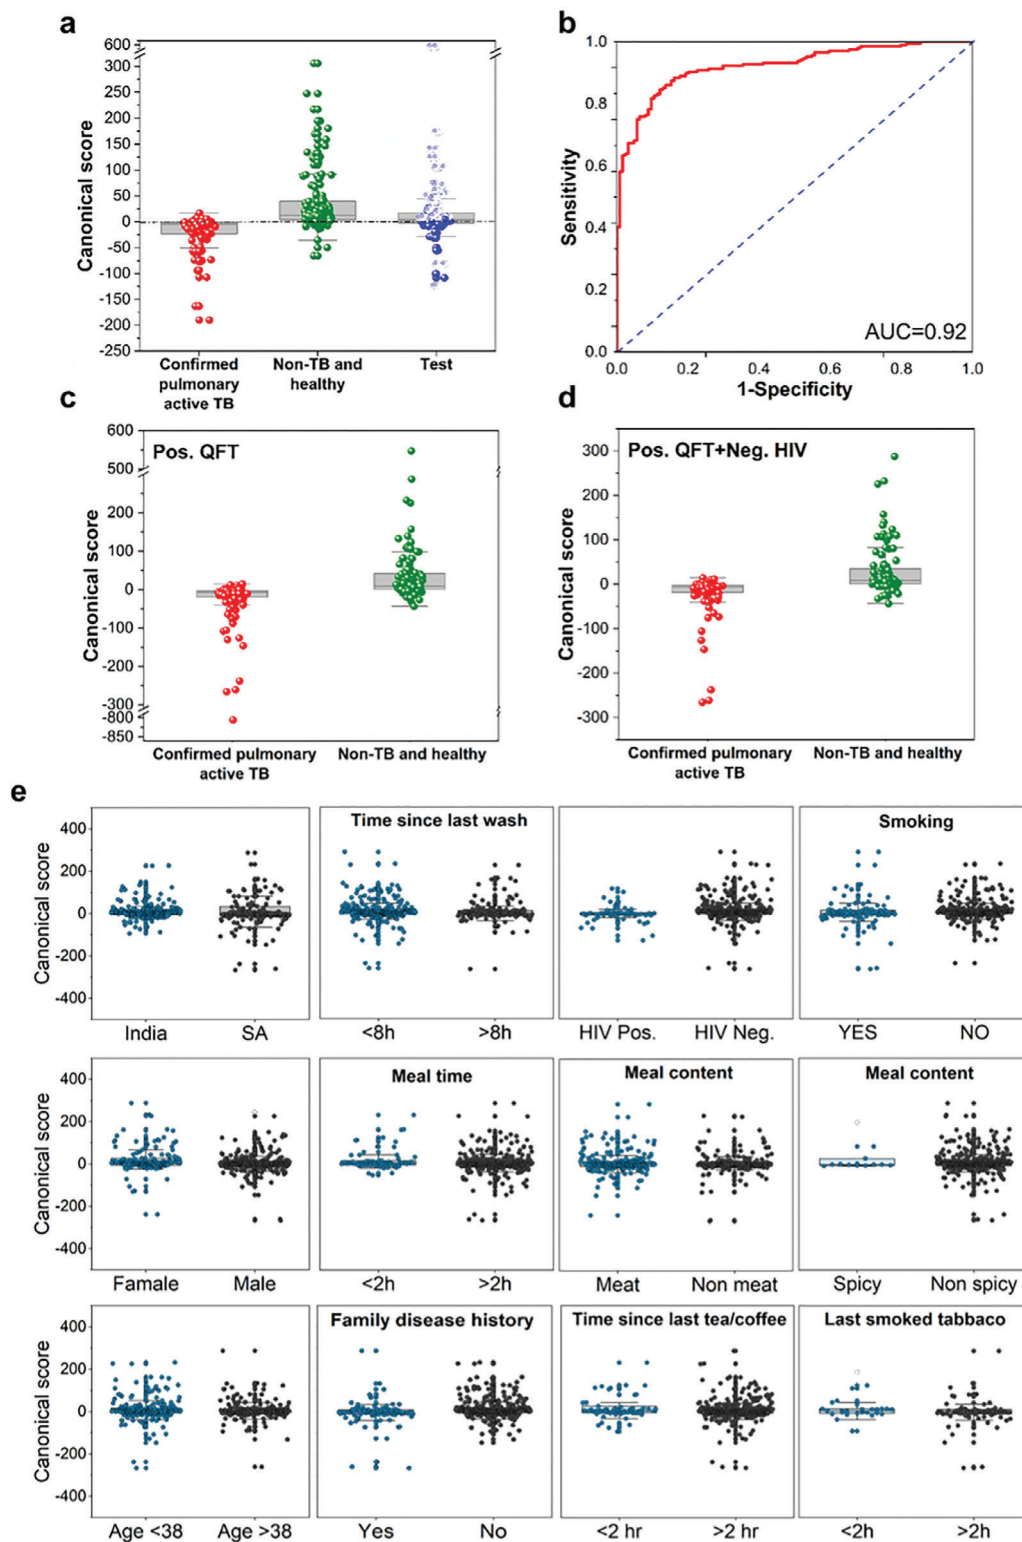 a
600
300
250
200
150
100
50
0
-50
-100
-150
-200
-250
Canonical score
Confirmed
pulmonary
active TB
Non-TB and
healthy
Test
b
1.0
0.8
0.6
0.4
0.2
0.0
Sensitivity
AUC=0.92
0.0 0.2 0.4 0.6 0.8 1.0
1-Specificity
c
600
500
200
100
0
-100
-200
-300
-800
-850
Canonical score
Pos. QFT
Confirmed pulmonary
active TB
Non-TB and healthy
d
300
200
100
0
-100
-200
-300
Canonical score
Pos. QFT+Neg. HIV
Confirmed pulmonary
active TB
Non-TB and healthy
e
Canonical score
400
200
0
-200
-400
India SA
Time since last wash
<8h >8h
HIV Pos. HIV Neg.
Smoking
YES NO
Canonical score
400
200
0
-200
-400
Famale Male
Meal time
<2h >2h
Meal content
Meat Non meat
Meal content
Spicy Non spicy
Canonical score
400
200
0
-200
-400
Age <38 Age >38
Family disease history
Yes No
Time since last tea/coffee
<2 hr >2 hr
Last smoked tabbaco
<2h >2h